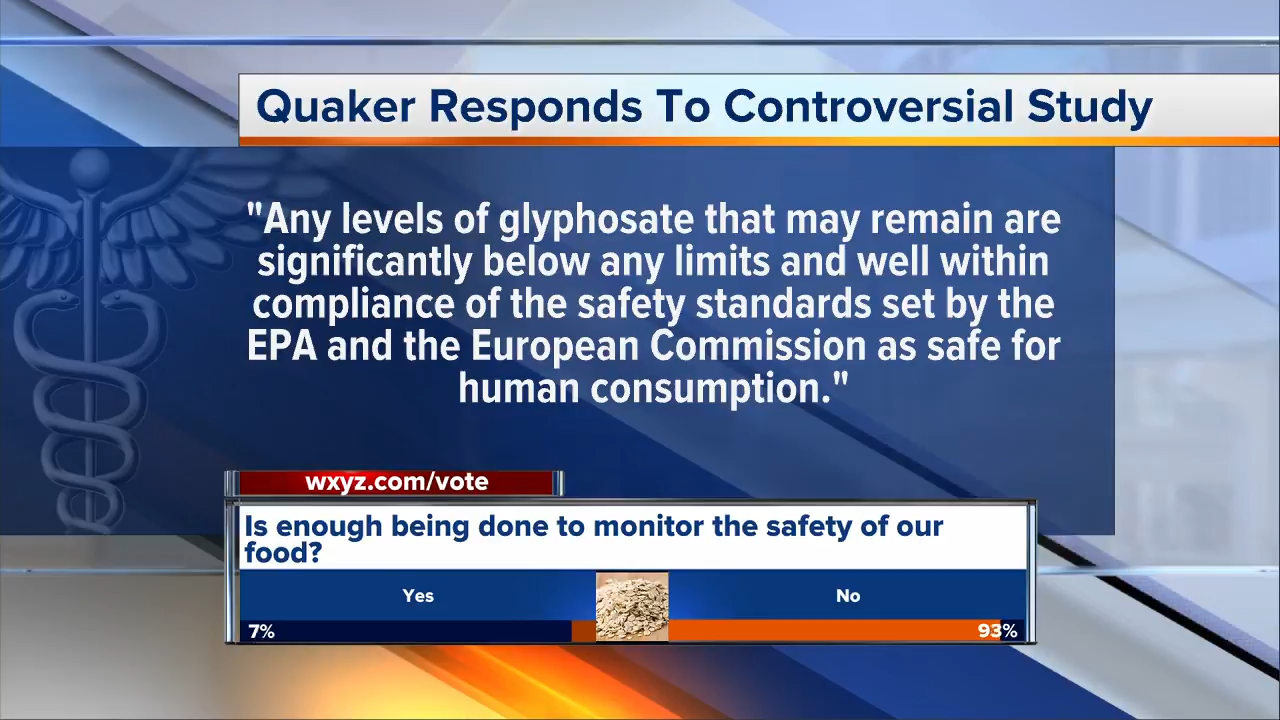 Quaker Responds To Controversial Study
"Any levels of glyphosate that may remain are
significantly below any limits and well within
compliance of the safety standards set by the
EPA and the European Commission as safe for
human consumption."
wxyz.com/vote
Is enough being done to monitor the safety of our
food?
Yes
No
7%
93%